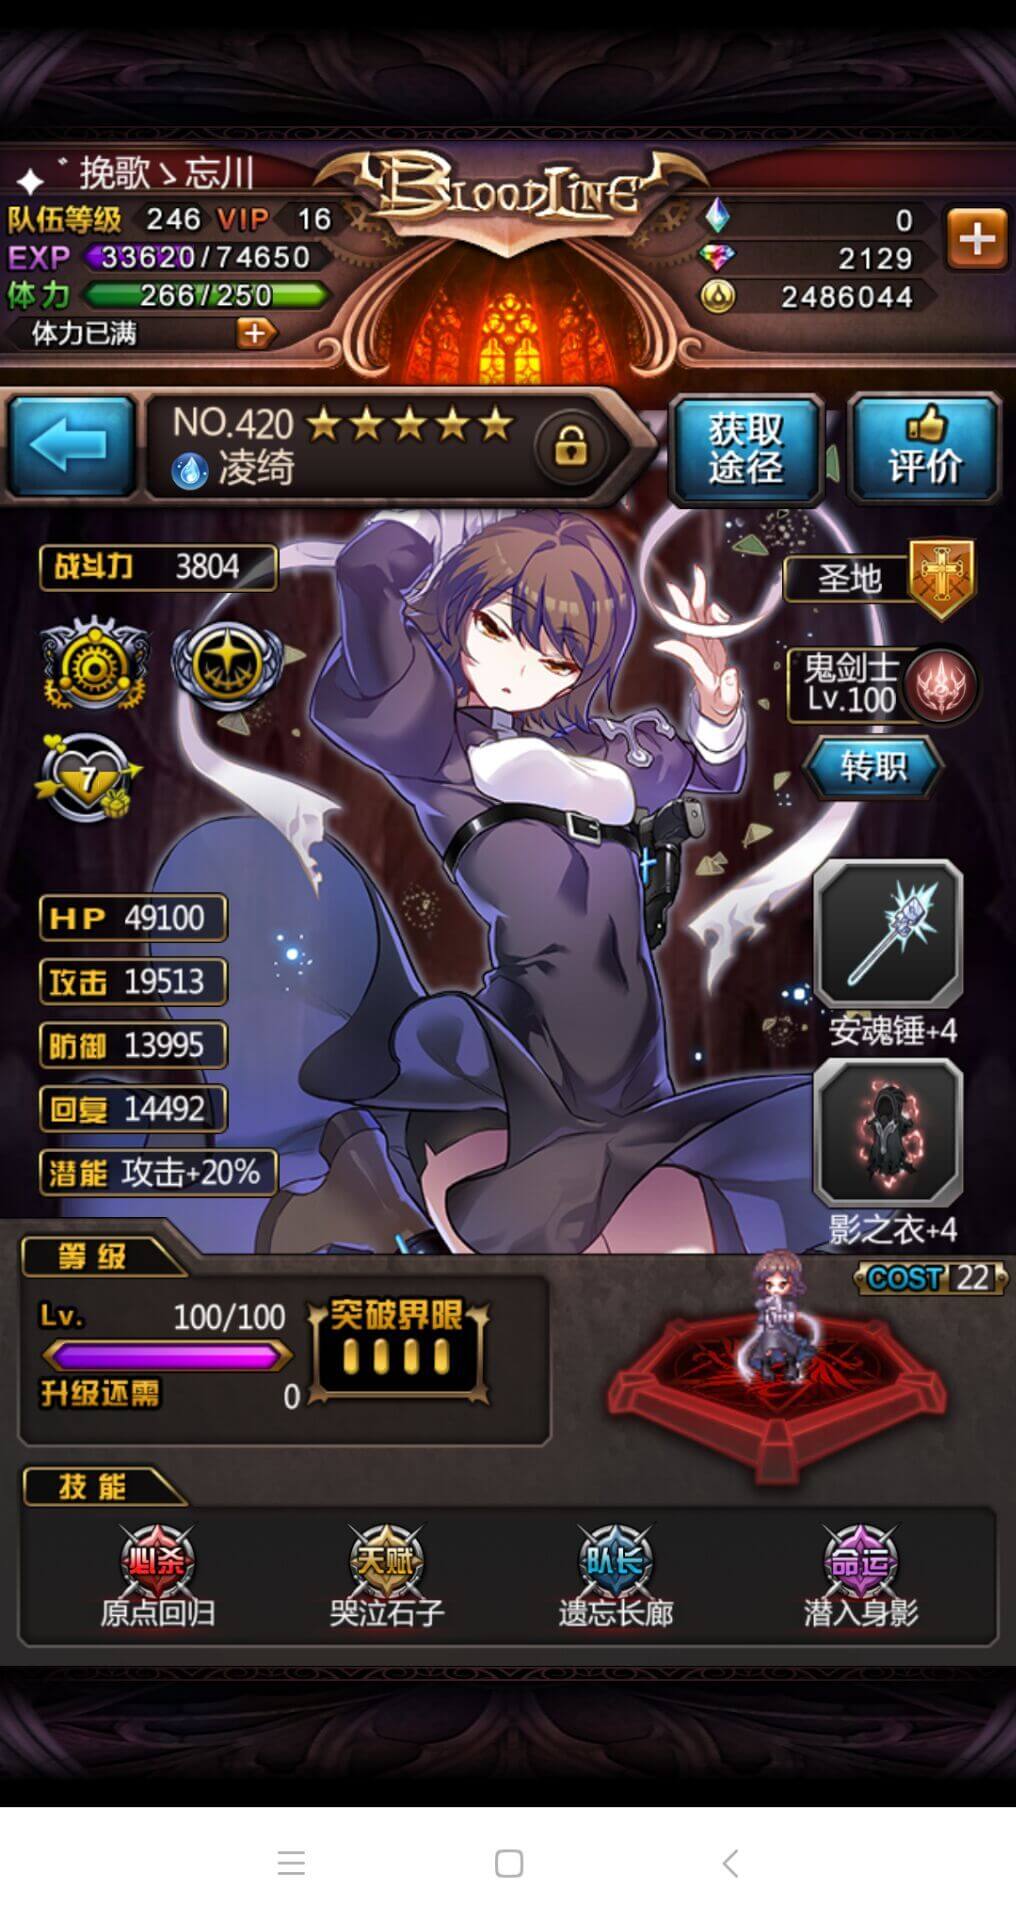 ✦ ゛挽歌ゝ忘川
BLOODLINE
队伍等级 246 VIP 16
0
EXP 33620/74650
2129
体力 266/250
2486044
体力已满
NO.420 ★★★★★
凌绮
获取
途径
评价
战斗力 3804
圣地
鬼剑士
Lv.100
转职
7
HP 49100
攻击 19513
防御 13995
回复 14492
潜能 攻击+20%
安魂锤+4
影之衣+4
等级
COST 22
Lv. 100/100
突破界限
升级还需 0
技能
必杀
天赋
队长
命运
原点回归
哭泣石子
遗忘长廊
潜入身影